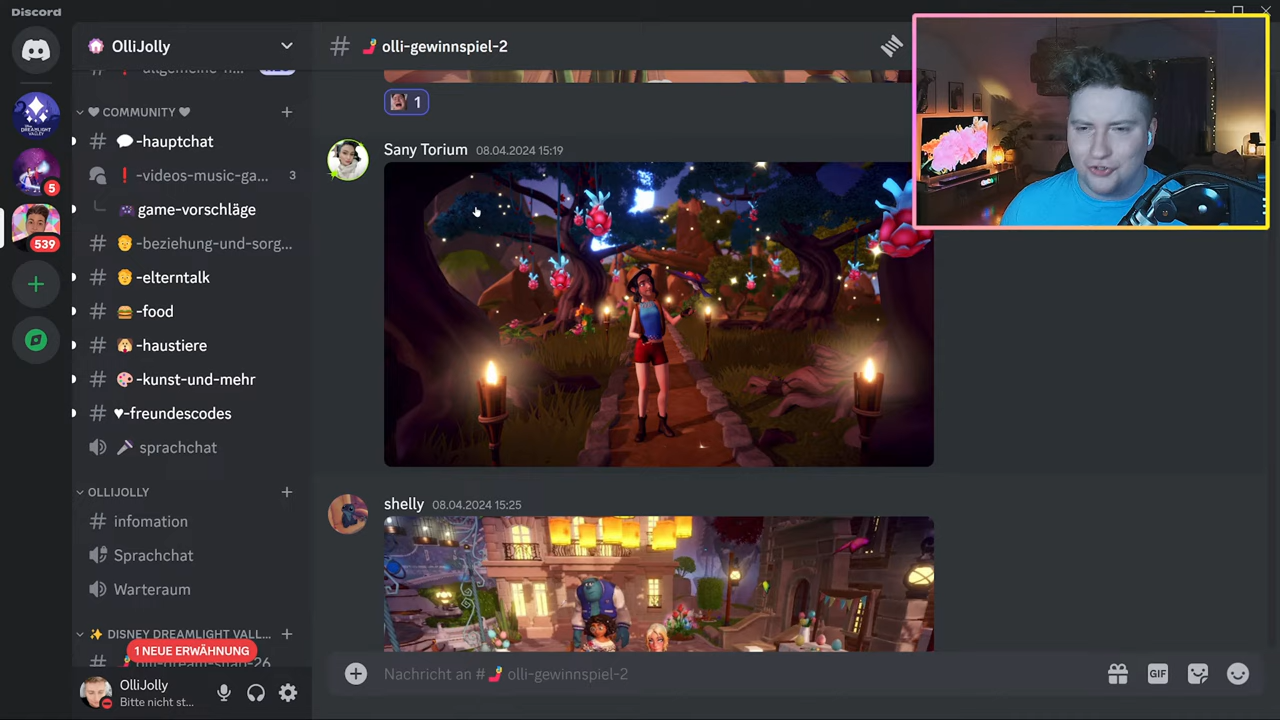 Discord
OlliJolly
# olli-gewinnspiel-2
COMMUNITY
1
# -hauptchat
Sany Torium 08.04.2024 15:19
-videos-music-ga... 3
5
game-vorschläge
539
# -beziehung-und-sorg...
# -elterntalk
# -food
# -haustiere
# -kunst-und-mehr
# -freundescodes
sprachchat
OLLIJOLLY
shelly 08.04.2024 15:25
# infomation
Sprachchat
Warteraum
DISNEY DREAMLIGHT VALL...
1 NEUE ERWÄHNUNG
Nachricht an # olli-gewinnspiel-2
GIF
OlliJolly
Bitte nicht st...